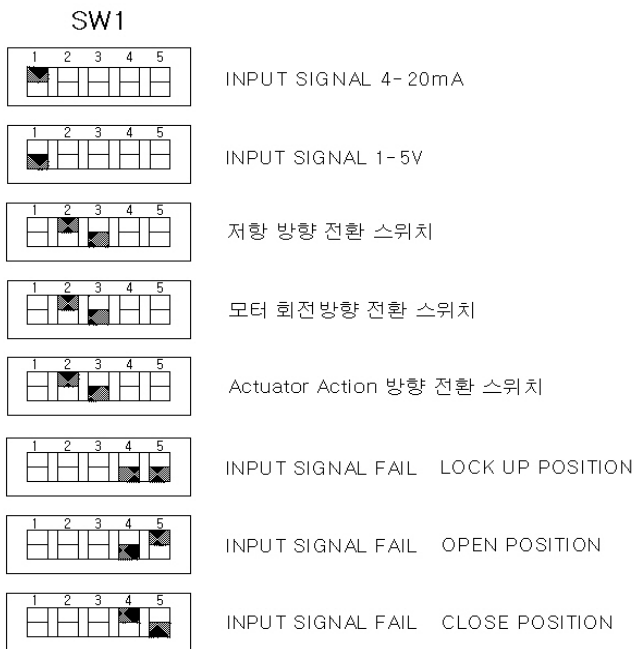 SW1
1 2 3 4 5
INPUT SIGNAL 4-20mA
1 2 3 4 5
INPUT SIGNAL 1-5V
1 2 3 4 5
저항 방향 전환 스위치
1 2 3 4 5
모터 회전방향 전환 스위치
1 2 3 4 5
Actuator Action 방향 전환 스위치
1 2 3 4 5
INPUT SIGNAL FAIL LOCK UP POSITION
1 2 3 4 5
INPUT SIGNAL FAIL OPEN POSITION
1 2 3 4 5
INPUT SIGNAL FAIL CLOSE POSITION